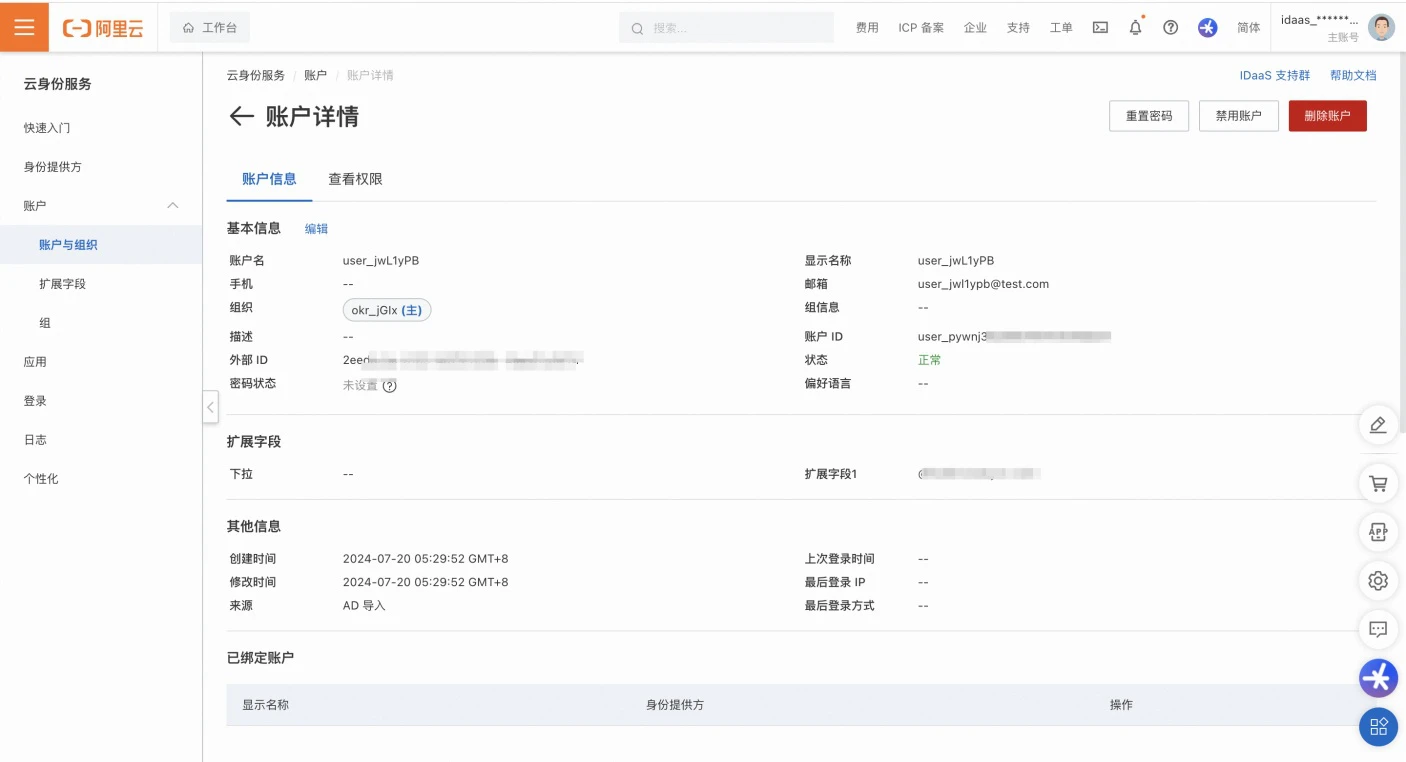 阿里云 工作台 搜索... 费用 ICP 备案 企业 支持 工单 简体 idaas_******...
主账号
云身份服务
快速入门
身份提供方
账户
账户与组织
扩展字段
组
应用
登录
日志
个性化
云身份服务 / 账户 / 账户详情 IDaaS 支持群 帮助文档
账户详情 重置密码 禁用账户 删除账户
账户信息 查看权限
基本信息 编辑
账户名 user_jwL1yPB 显示名称 user_jwL1yPB
手机 -- 邮箱 user_jwl1ypb@test.com
组织 okr_jGIx (主) 组信息 --
描述 -- 账户 ID user_pywnj3
外部 ID 2eed 状态 正常
密码状态 未设置 偏好语言 --
扩展字段
下拉 -- 扩展字段1
其他信息
创建时间 2024-07-20 05:29:52 GMT+8 上次登录时间 --
修改时间 2024-07-20 05:29:52 GMT+8 最后登录 IP --
来源 AD 导入 最后登录方式 --
已绑定账户
显示名称 身份提供方 操作
APP